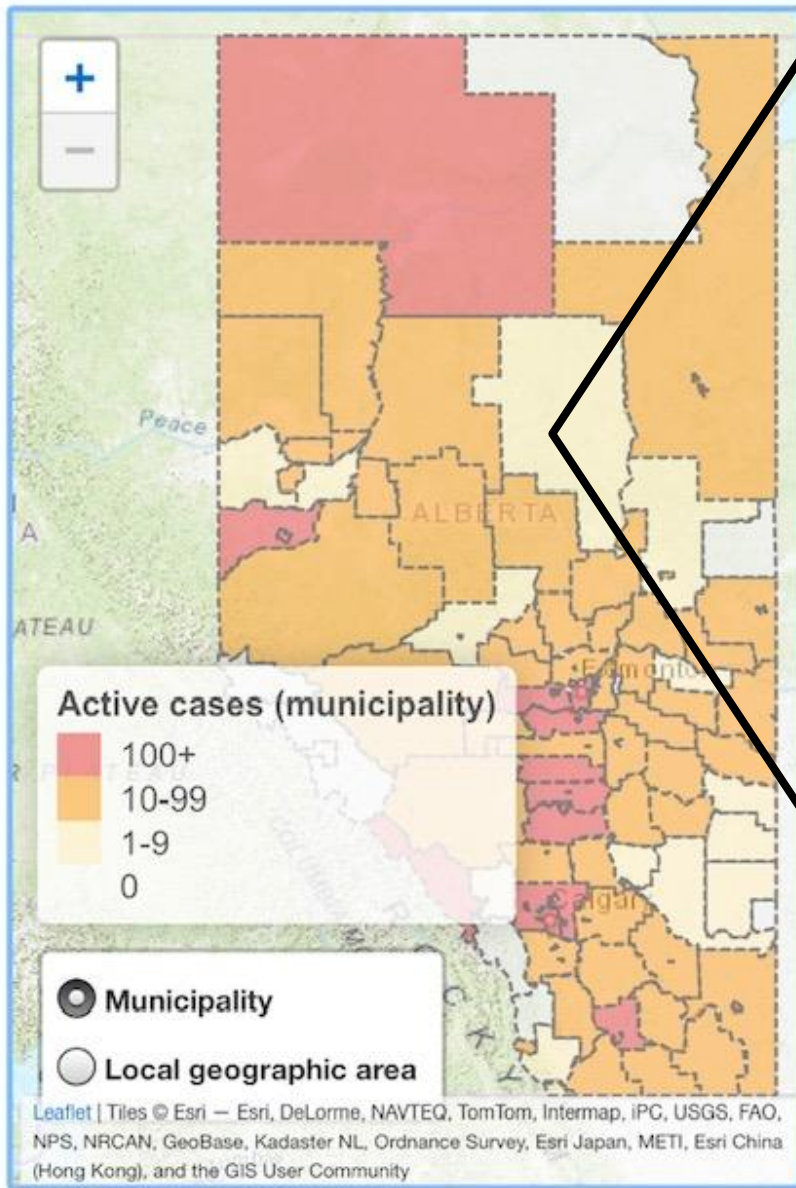 +
−
Peace
ALBERTA
A
ATEAU
Edmonto
Active cases (municipality)
100+
10-99
1-9
0
Calgar
R
C K Y
Municipality
Local geographic area
Leaflet | Tiles © Esri — Esri, DeLorme, NAVTEQ, TomTom, Intermap, iPC, USGS, FAO,
NPS, NRCAN, GeoBase, Kadaster NL, Ordnance Survey, Esri Japan, METI, Esri China
(Hong Kong), and the GIS User Community